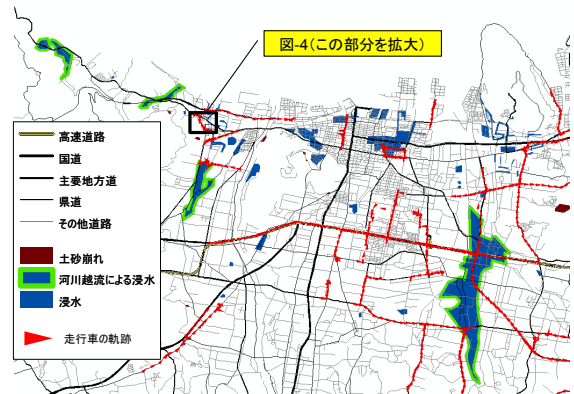 図-4(この部分を拡大)
高速道路
国道
主要地方道
県道
その他道路
土砂崩れ
河川越流による浸水
浸水
走行車の軌跡